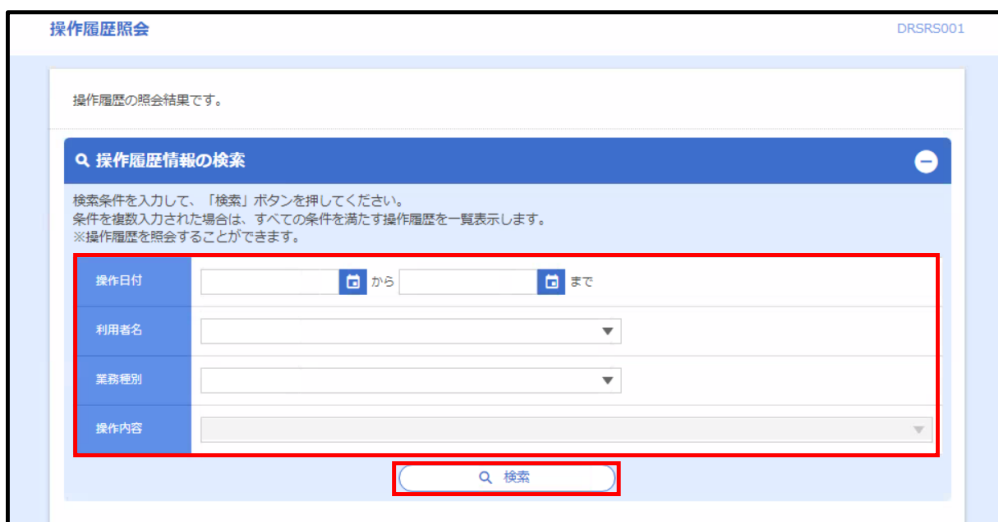 操作履歴照会 DRSRS001
操作履歴の照会結果です。
操作履歴情報の検索
検索条件を入力して、「検索」ボタンを押してください。
条件を複数入力された場合は、すべての条件を満たす操作履歴を一覧表示します。
※操作履歴を照会することができます。
操作日付 から まで
利用者名
業務種別
操作内容
検索